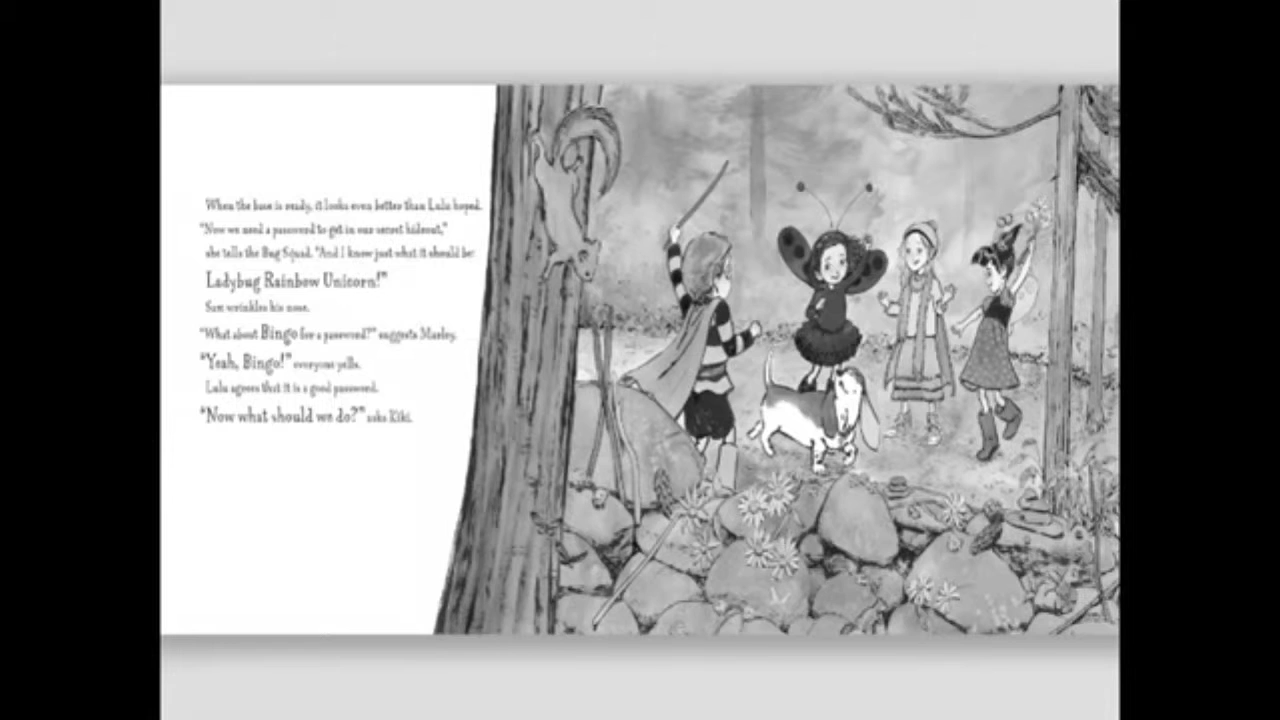 When the base is ready, it looks even better than Lulu hoped.
"Now we need a password to get in our secret hideout,"
she tells the Bug Squad. "And I know just what it should be:
Ladybug Rainbow Unicorn!"
Sam wrinkles his nose.
"What about Bingo for a password?" suggests Marley.
"Yeah, Bingo!" everyone yells.
Lulu agrees that it is a good password.
"Now what should we do?" asks Kiki.